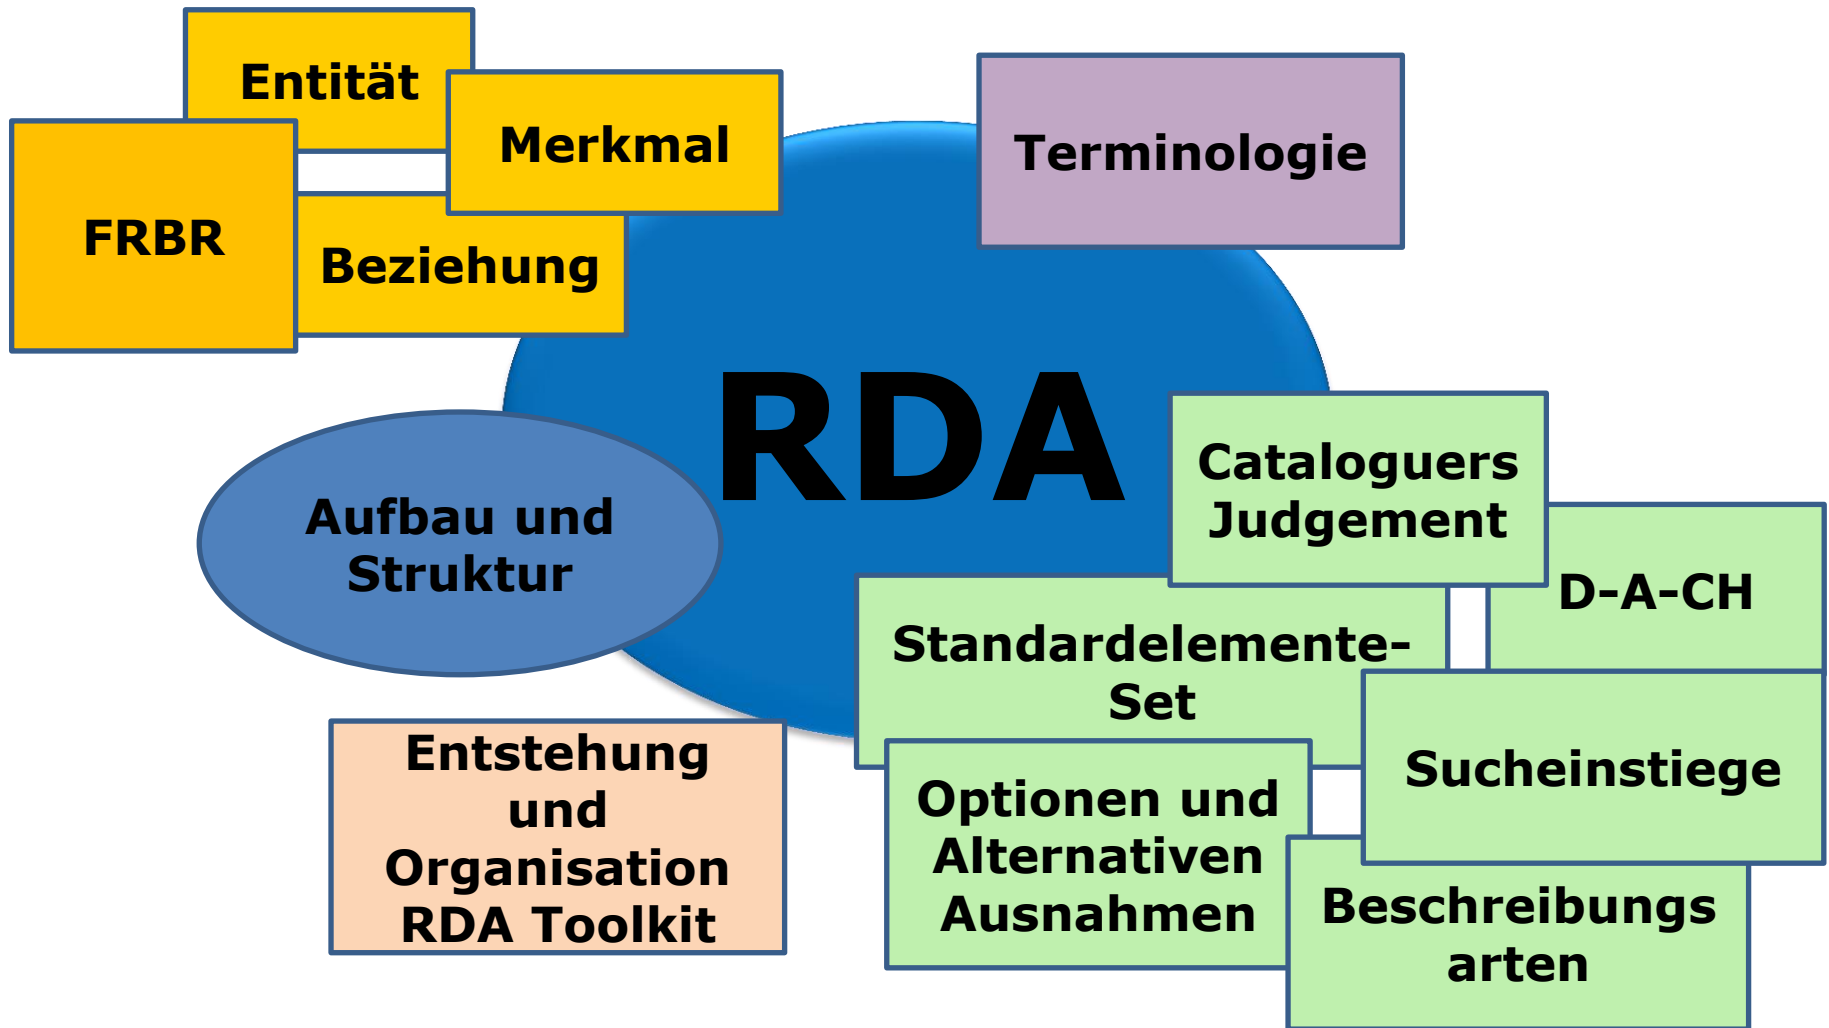 Entität
Merkmal
FRBR
Beziehung
Terminologie
RDA
Aufbau und
Struktur
Cataloguers
Judgement
D-A-CH
Standardelemente-
Set
Sucheinstiege
Entstehung
und
Organisation
RDA Toolkit
Optionen und
Alternativen
Ausnahmen
Beschreibungs
arten